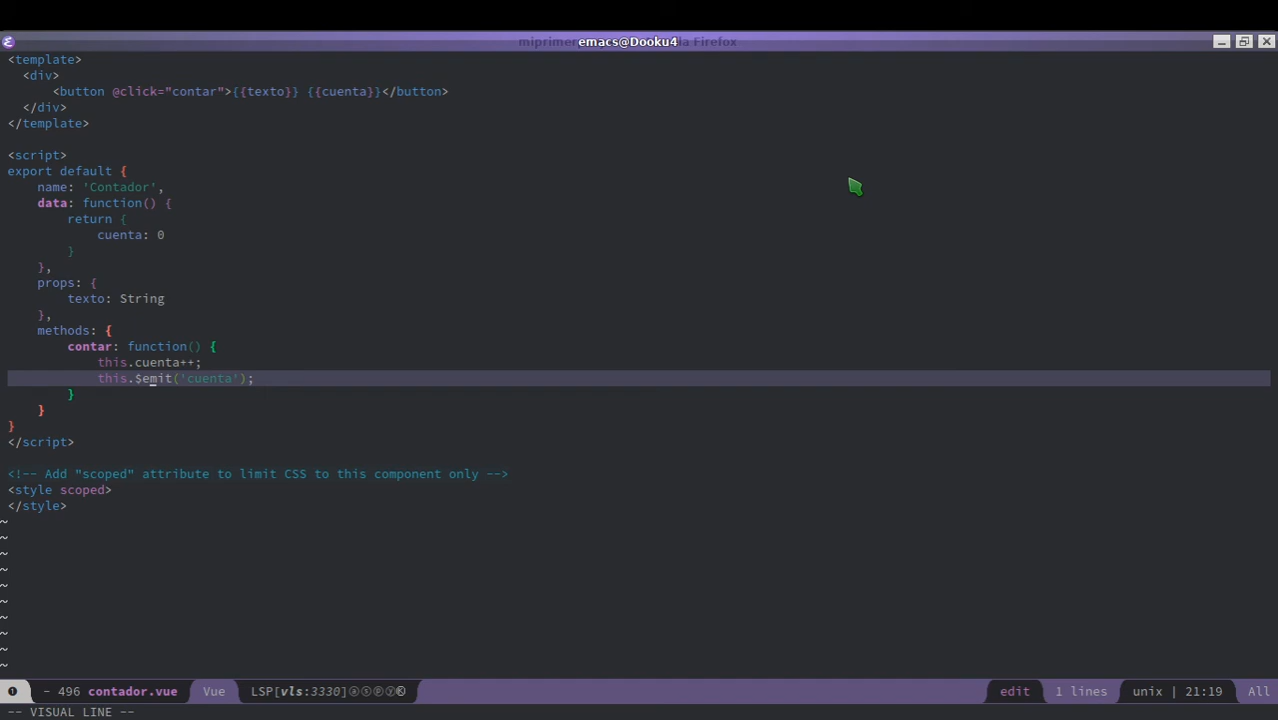 emacs@Dooku4
<template>
<div>
<button @click="contar">{{texto}} {{cuenta}}</button>
</div>
</template>
<script>
export default {
name: 'Contador',
data: function() {
return {
cuenta: 0
}
},
props: {
texto: String
},
methods: {
contar: function() {
this.cuenta++;
this.$emit('cuenta');
}
}
}
</script>
<!-- Add "scoped" attribute to limit CSS to this component only -->
<style scoped>
</style>
~
~
~
~
~
~
~
~
~
~
❶ - 496 contador.vue Vue LSP[vls:3330]ⓐⓢⓟⓨⓀ edit 1 lines unix | 21:19 All
-- VISUAL LINE --